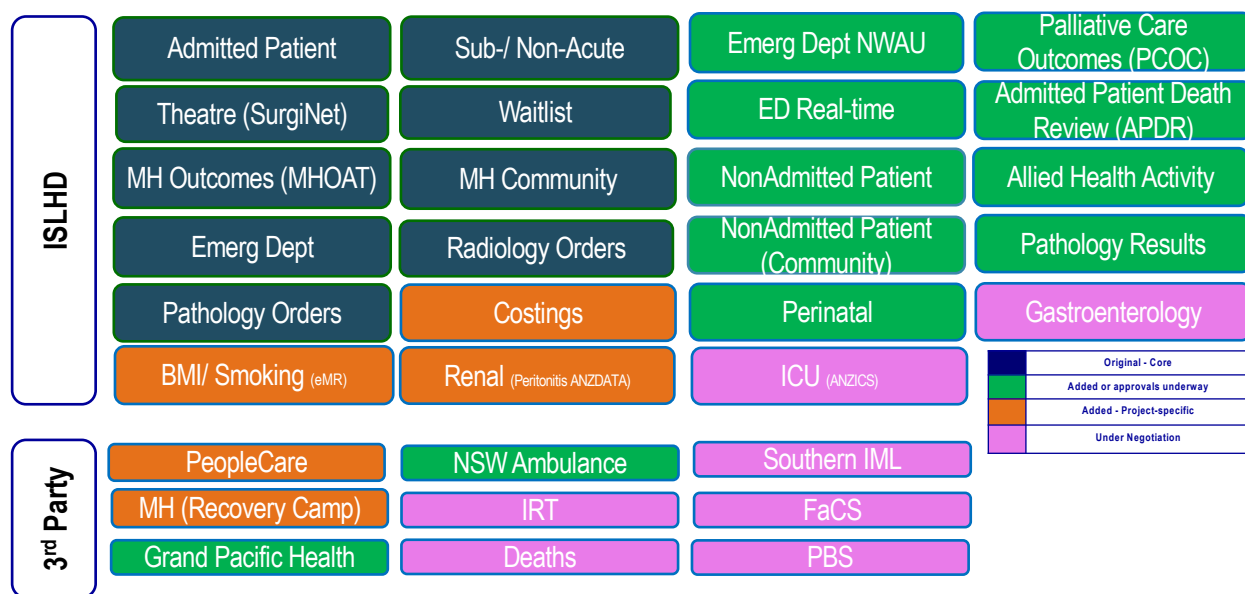 ISLHD
Admitted Patient
Sub-/ Non-Acute
Emerg Dept NWAU
Palliative Care
Outcomes (PCOC)
Theatre (SurgiNet)
Waitlist
ED Real-time
Admitted Patient Death
Review (APDR)
MH Outcomes (MHOAT)
MH Community
NonAdmitted Patient
Allied Health Activity
Emerg Dept
Radiology Orders
NonAdmitted Patient
(Community)
Pathology Results
Pathology Orders
Costings
Perinatal
Gastroenterology
BMI/ Smoking (eMR)
Renal (Peritonitis ANZDATA)
ICU (ANZICS)
Original - Core
Added or approvals underway
Added - Project-specific
Under Negotiation
3rd Party
PeopleCare
NSW Ambulance
Southern IML
MH (Recovery Camp)
IRT
FaCS
Grand Pacific Health
Deaths
PBS